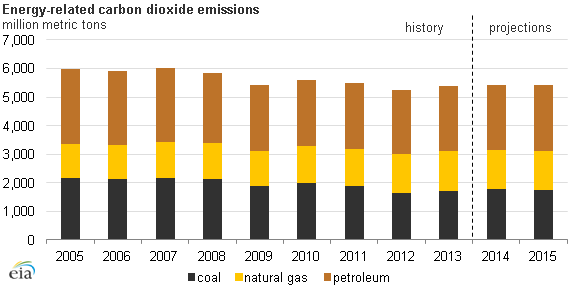 Energy-related carbon dioxide emissions
million metric tons
7,000
history
projections
6,000
5,000
4,000
3,000
2,000
1,000
0
2005 2006 2007 2008 2009 2010 2011 2012 2013 2014 2015
eia
coal natural gas petroleum